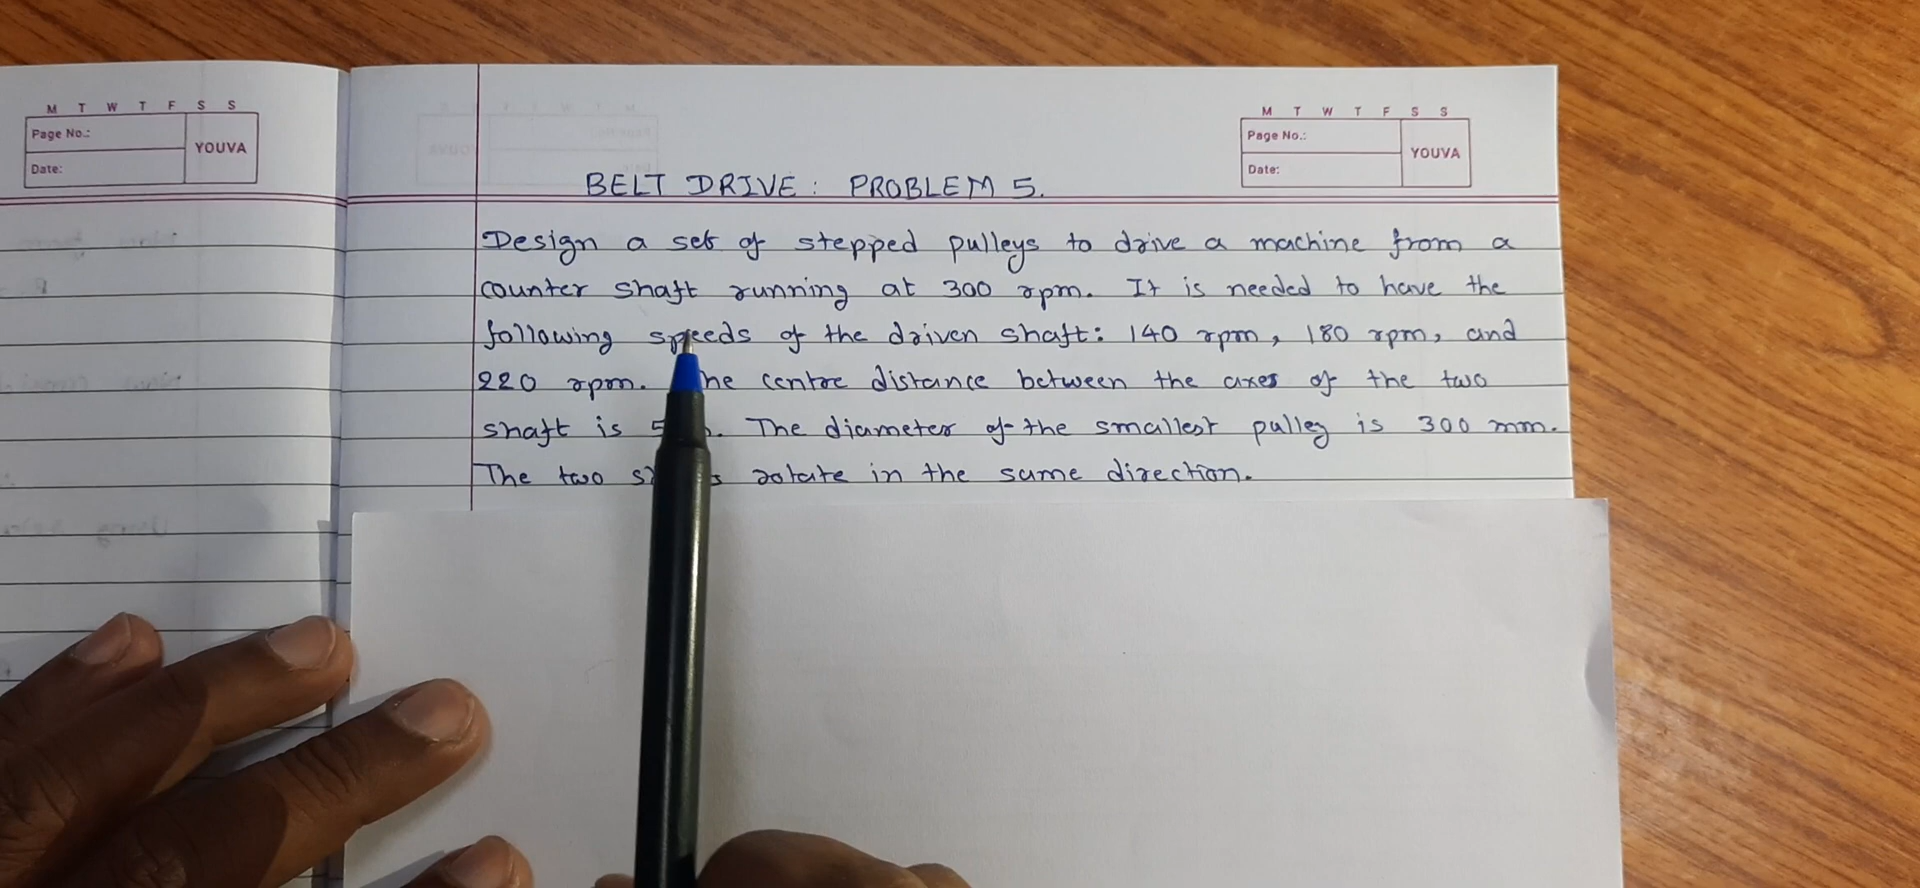 M T W T F S S
Page No.:
YOUVA
Date:
M T W T F S S
Page No.:
YOUVA
Date:
BELT DRIVE: PROBLEM 5.
Design a set of stepped pulleys to drive a machine from a
counter shaft running at 300 rpm. It is needed to have the
following speeds of the driven shaft: 140 rpm, 180 rpm, and
220 rpm. he centre distance between the axes of the two
shaft is 5 . The diameter of the smallest pulley is 300 mm.
The two s s rotate in the same direction.